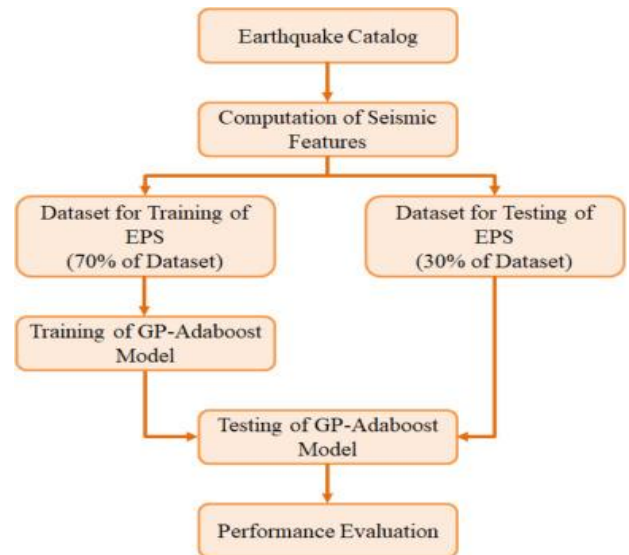 Earthquake Catalog
Computation of Seismic
Features
Dataset for Training of
EPS
(70% of Dataset)
Dataset for Testing of
EPS
(30% of Dataset)
Training of GP-Adaboost
Model
Testing of GP-Adaboost
Model
Performance Evaluation